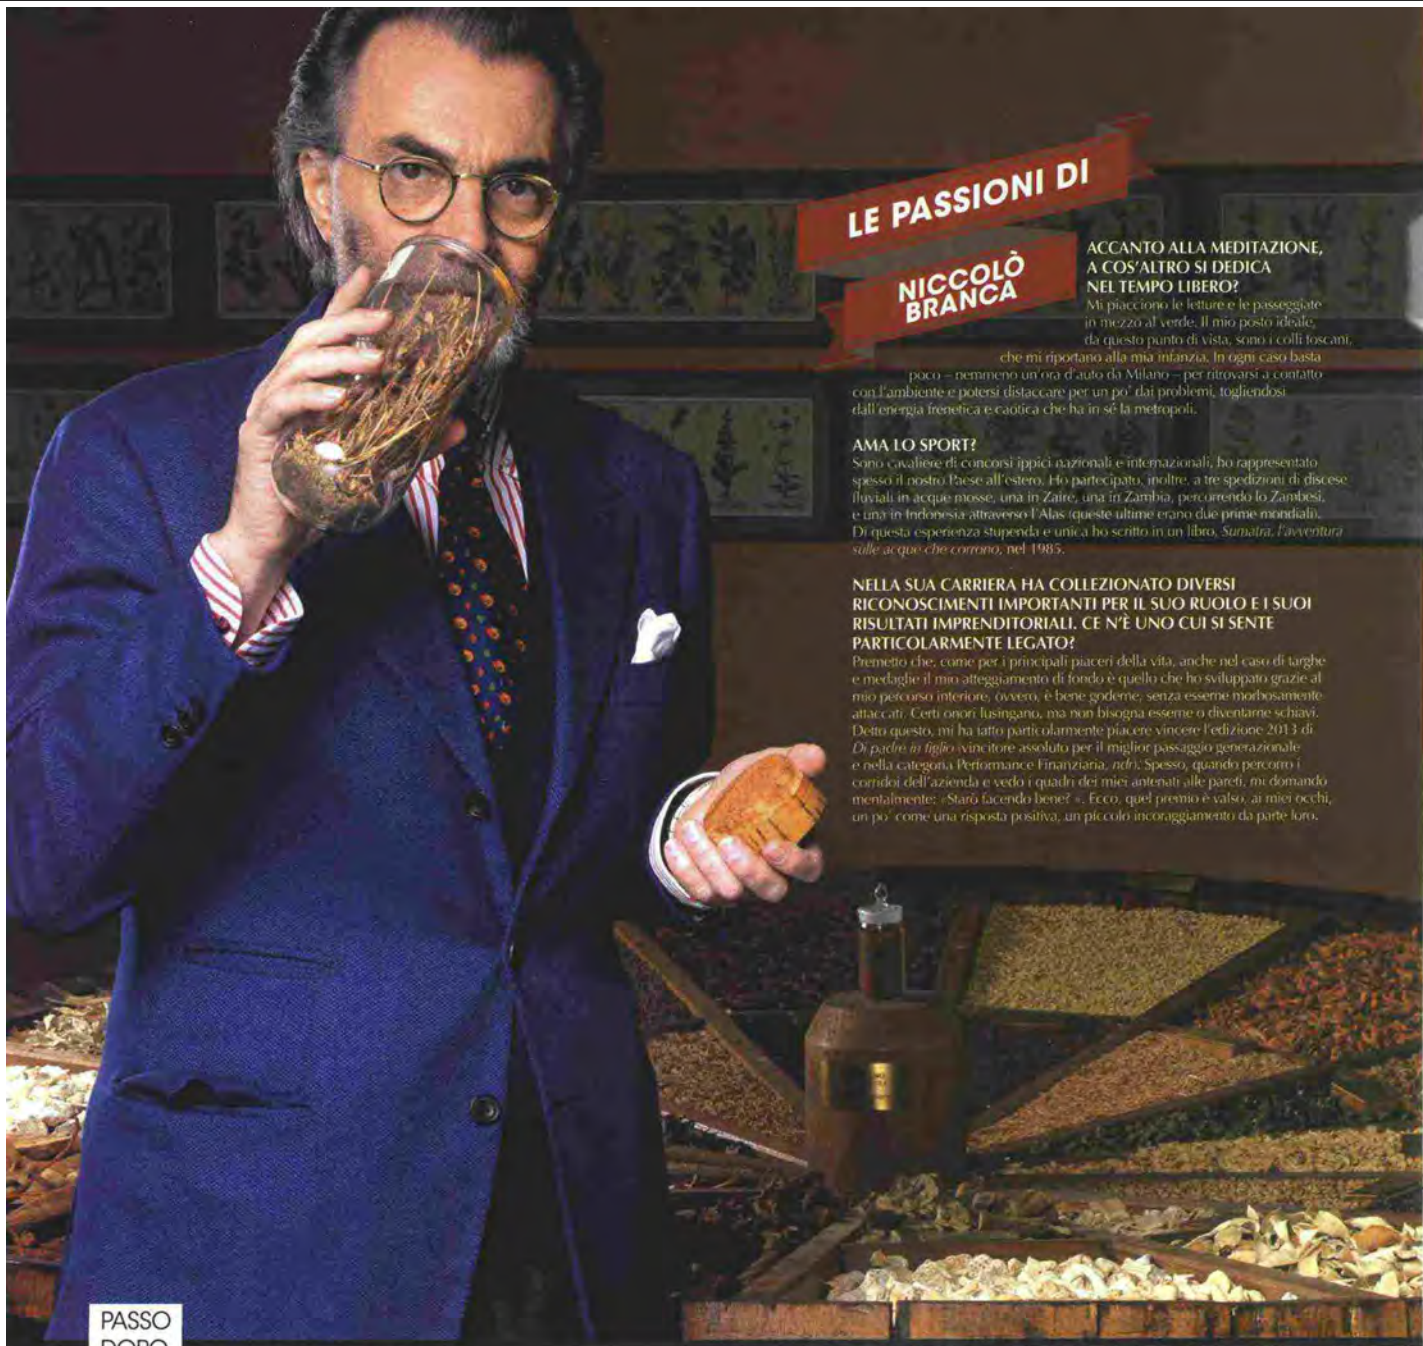 LE PASSIONI DI
NICCOLÒ
BRANCA
ACCANTO ALLA MEDITAZIONE,
A COS'ALTRO SI DEDICA
NEL TEMPO LIBERO?
Mi piacciono le letture e le passeggiate
in mezzo al verde. Il mio posto ideale,
da questo punto di vista, sono i colli toscani,
che mi riportano alla mia infanzia. In ogni caso basta
poco – nemmeno un'ora d'auto da Milano – per ritrovarsi a contatto
con l'ambiente e potersi distaccare per un po' dai problemi, togliendosi
dall'energia frenetica e caotica che ha in sé la metropoli.
AMA LO SPORT?
Sono cavaliere di concorsi ippici nazionali e internazionali, ho rappresentato
spesso il nostro Paese all'estero. Ho partecipato, inoltre, a tre spedizioni di discese
fluviali in acque mosse, una in Zaire, una in Zambia, percorrendo lo Zambesi,
e una in Indonesia attraverso l'Alas (queste ultime erano due prime mondiali).
Di questa esperienza stupenda e unica ho scritto in un libro, Sumatra, l'avventura
sulle acque che corrono, nel 1985.
NELLA SUA CARRIERA HA COLLEZIONATO DIVERSI
RICONOSCIMENTI IMPORTANTI PER IL SUO RUOLO E I SUOI
RISULTATI IMPRENDITORIALI. CE N'È UNO CUI SI SENTE
PARTICOLARMENTE LEGATO?
Premetto che, come per i principali piaceri della vita, anche nel caso di targhe
e medaglie il mio atteggiamento di fondo è quello che ho sviluppato grazie al
mio percorso interiore, ovvero, è bene goderne, senza esserne morbosamente
attaccati. Certi onori lusingano, ma non bisogna esserne o diventarne schiavi.
Detto questo, mi ha fatto particolarmente piacere vincere l'edizione 2013 di
Di padre in figlio (vincitore assoluto per il miglior passaggio generazionale
e nella categoria Performance Finanziaria, ndr). Spesso, quando percorro i
corridoi dell'azienda e vedo i quadri dei miei antenati alle pareti, mi domando
mentalmente: «Starò facendo bene?». Ecco, quel premio è valso, ai miei occhi,
un po' come una risposta positiva, un piccolo incoraggiamento da parte loro.
PASSO
DOPO